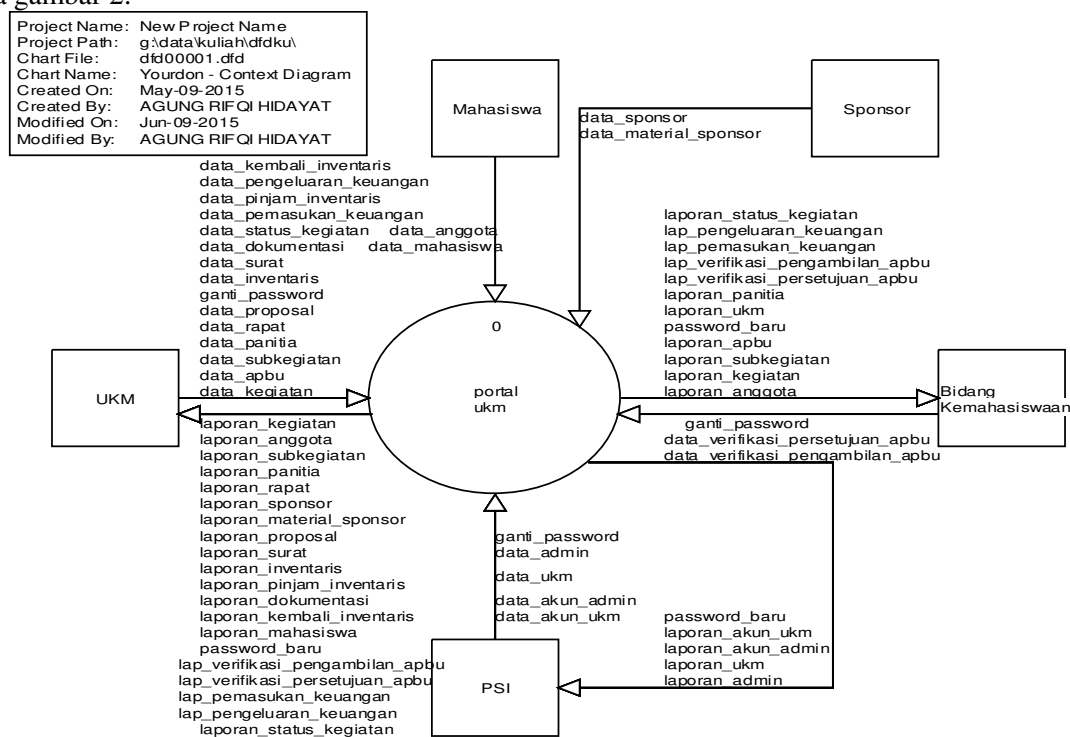 a gambar 2.
Project Name: New Project Name
Project Path: g:\data\kuliah\dfdku\
Chart File: dfd00001.dfd
Chart Name: Yourdon - Context Diagram
Created On: May-09-2015
Created By: AGUNG RIFQI HIDAYAT
Modified On: Jun-09-2015
Modified By: AGUNG RIFQI HIDAYAT
Mahasiswa
Sponsor
data_sponsor
data_material_sponsor
data_kembali_inventaris
data_pengeluaran_keuangan
data_pinjam_inventaris
data_pemasukan_keuangan
data_status_kegiatan
data_dokumentasi
data_surat
data_inventaris
ganti_password
data_proposal
data_rapat
data_panitia
data_subkegiatan
data_apbu
data_kegiatan
data_anggota
data_mahasiswa
laporan_status_kegiatan
lap_pengeluaran_keuangan
lap_pemasukan_keuangan
lap_verifikasi_pengambilan_apbu
lap_verifikasi_persetujuan_apbu
laporan_panitia
laporan_ukm
password_baru
laporan_apbu
laporan_subkegiatan
laporan_kegiatan
laporan_anggota
UKM
0
portal
ukm
Bidang
Kemahasiswaan
ganti_password
data_verifikasi_persetujuan_apbu
data_verifikasi_pengambilan_apbu
laporan_kegiatan
laporan_anggota
laporan_subkegiatan
laporan_panitia
laporan_rapat
laporan_sponsor
laporan_material_sponsor
laporan_proposal
laporan_surat
laporan_inventaris
laporan_pinjam_inventaris
laporan_dokumentasi
laporan_kembali_inventaris
laporan_mahasiswa
password_baru
lap_verifikasi_pengambilan_apbu
lap_verifikasi_persetujuan_apbu
lap_pemasukan_keuangan
lap_pengeluaran_keuangan
laporan_status_kegiatan
ganti_password
data_admin
data_ukm
data_akun_admin
data_akun_ukm
PSI
password_baru
laporan_akun_ukm
laporan_akun_admin
laporan_ukm
laporan_admin